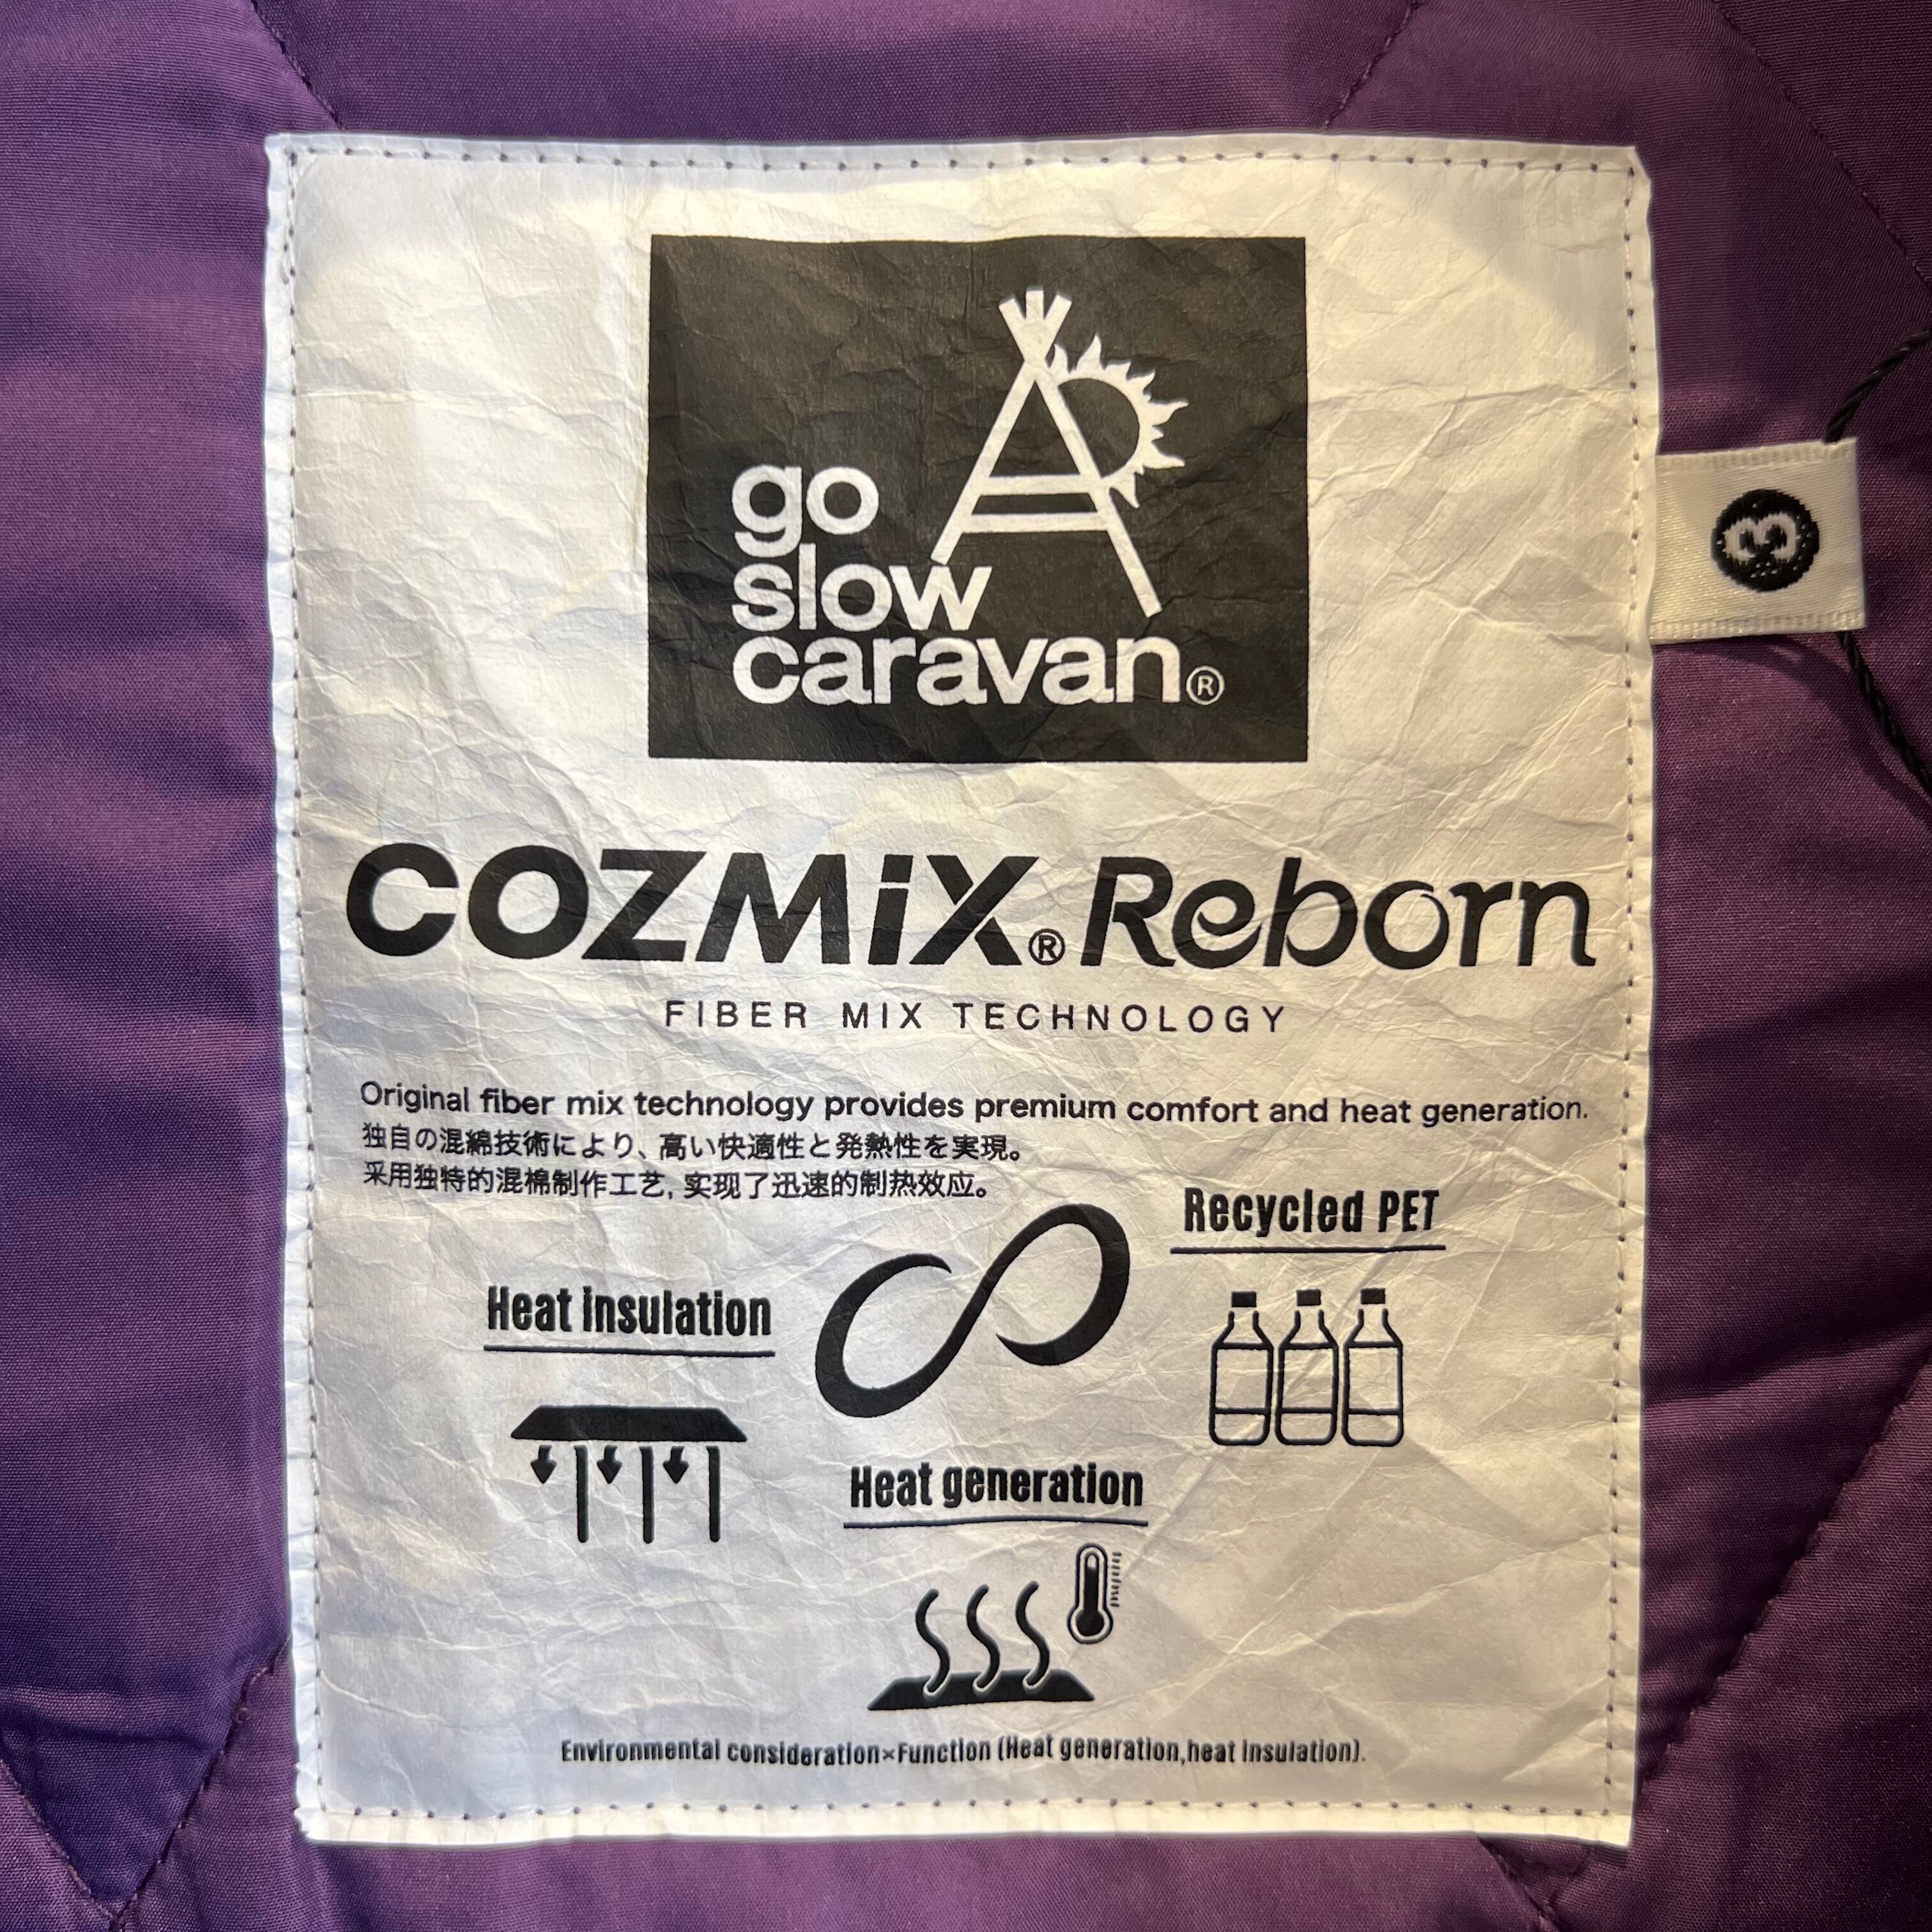 go
slow
caravan®
COZMiX® Reborn
FIBER MIX TECHNOLOGY
Original fiber mix technology provides premium comfort and heat generation.
独自の混綿技術により、高い快適性と発熱性を実現。
采用独特的混棉制作工艺, 实现了迅速的制热效应。
Recycled PET
Heat insulation
Heat generation
Environmental consideration×Function (Heat generation,heat insulation).